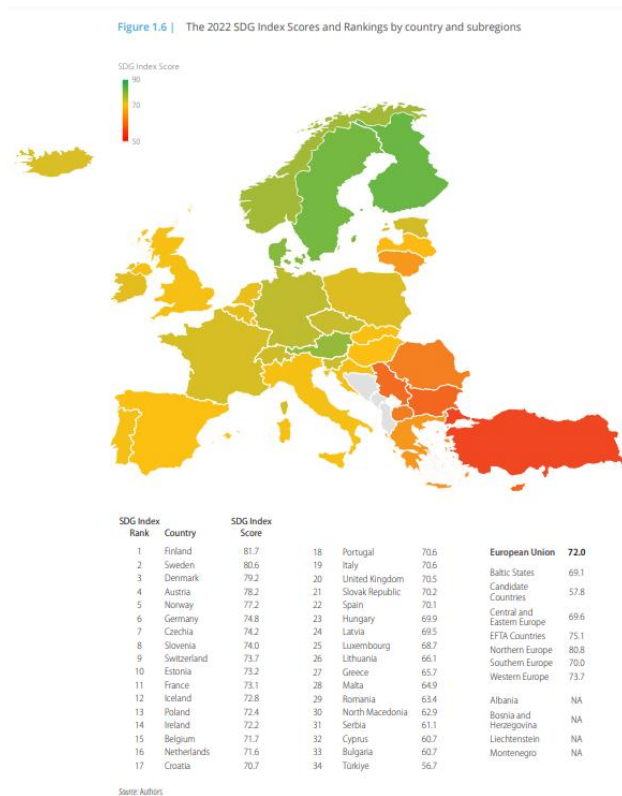 Figure 1.6 | The 2022 SDG Index Scores and Rankings by country and subregions
SDG Index Score
90
70
50
SDG Index Rank Country SDG Index Score
1 Finland 81.7
2 Sweden 80.6
3 Denmark 79.2
4 Austria 78.2
5 Norway 77.2
6 Germany 74.8
7 Czechia 74.2
8 Slovenia 74.0
9 Switzerland 73.7
10 Estonia 73.2
11 France 73.1
12 Iceland 72.8
13 Poland 72.4
14 Ireland 72.2
15 Belgium 71.7
16 Netherlands 71.6
17 Croatia 70.7
18 Portugal 70.6
19 Italy 70.6
20 United Kingdom 70.5
21 Slovak Republic 70.2
22 Spain 70.1
23 Hungary 69.9
24 Latvia 69.5
25 Luxembourg 68.7
26 Lithuania 66.1
27 Greece 65.7
28 Malta 64.9
29 Romania 63.4
30 North Macedonia 62.9
31 Serbia 61.1
32 Cyprus 60.7
33 Bulgaria 60.7
34 Türkiye 56.7
European Union 72.0
Baltic States 69.1
Candidate Countries 57.8
Central and Eastern Europe 69.6
EFTA Countries 75.1
Northern Europe 80.8
Southern Europe 70.0
Western Europe 73.7
Albania NA
Bosnia and Herzegovina NA
Liechtenstein NA
Montenegro NA
Source: Authors